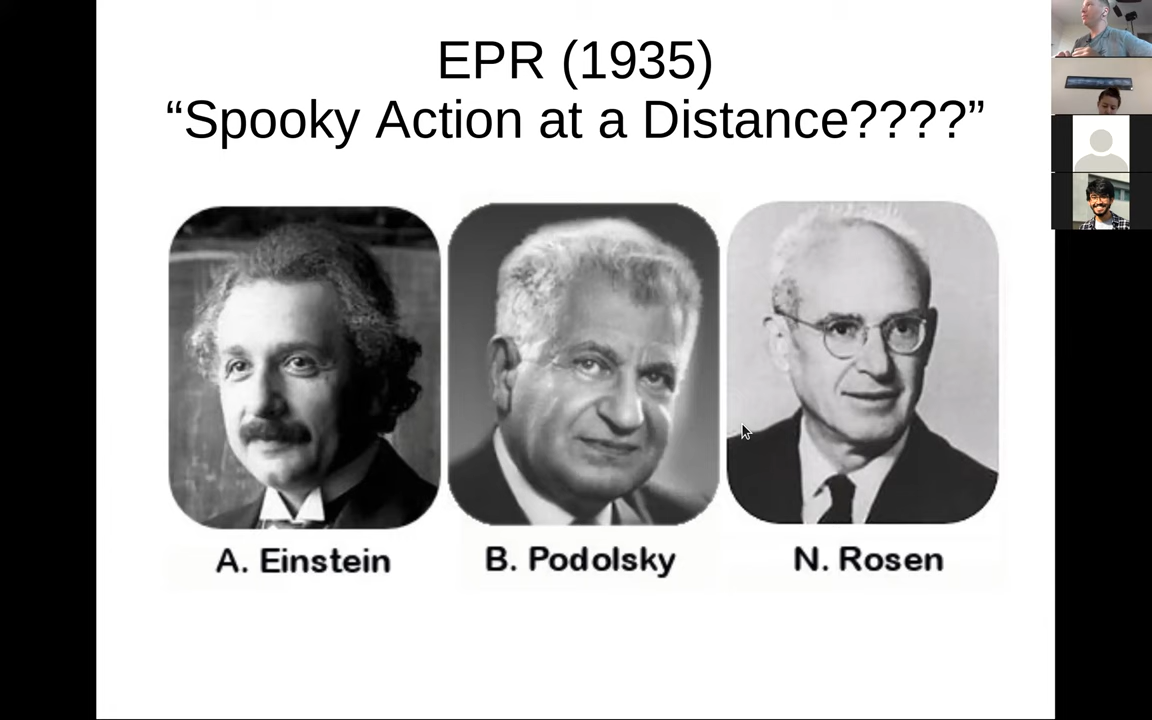 EPR (1935)
“Spooky Action at a Distance????”
A. Einstein
B. Podolsky
N. Rosen